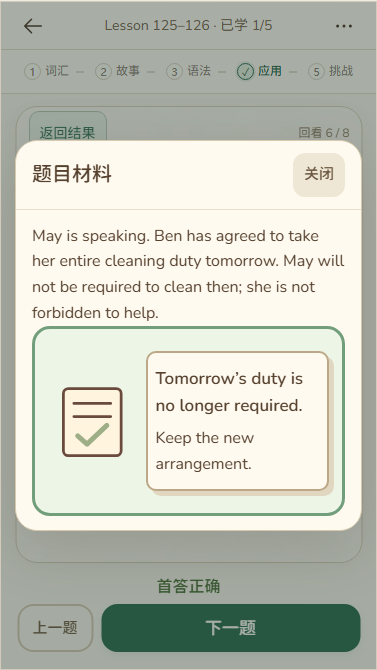 Lesson 125–126 · 已学 1/5
1 词汇 2 故事 3 语法 应用 5 挑战
返回结果 回看 6 / 8
题目材料 关闭
May is speaking. Ben has agreed to take
her entire cleaning duty tomorrow. May will
not be required to clean then; she is not
forbidden to help.
Tomorrow’s duty is
no longer required.
Keep the new
arrangement.
首答正确
上一题 下一题